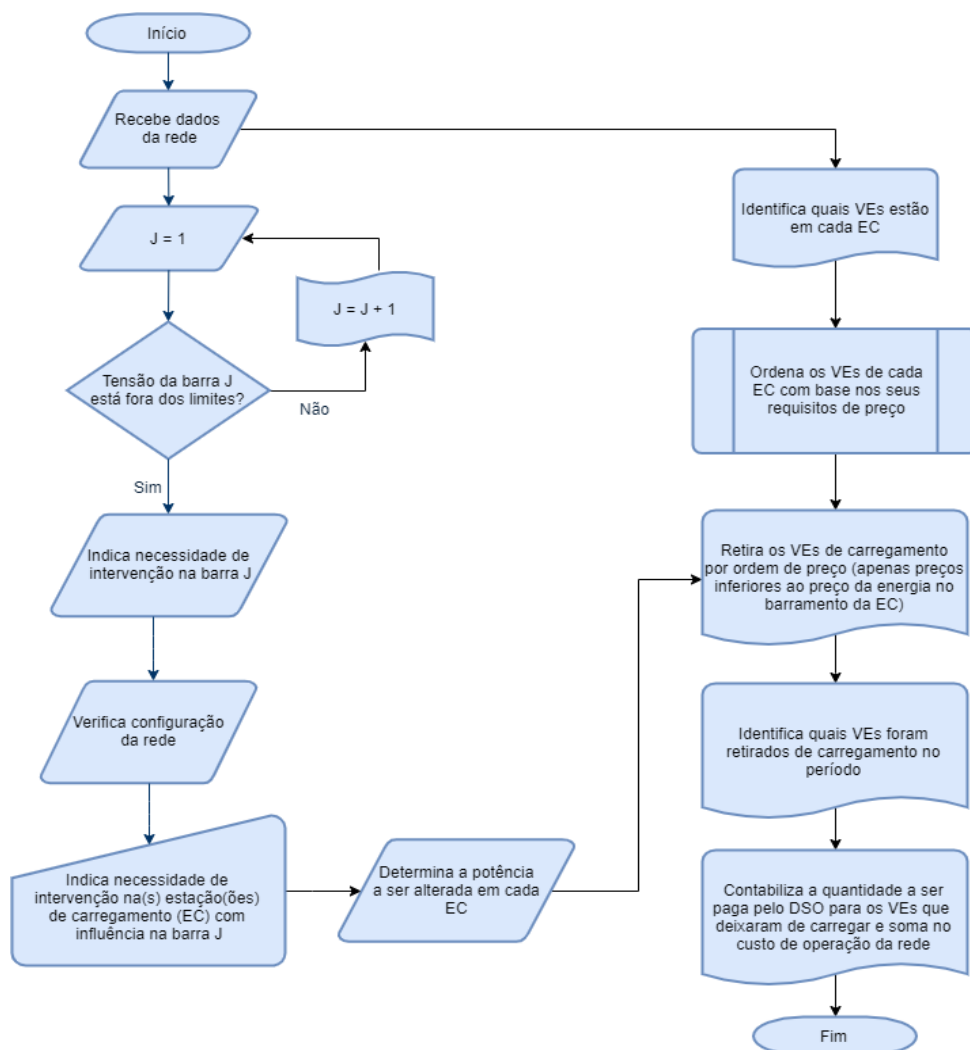 Início
Recebe dados
da rede
J = 1
J = J + 1
Tensão da barra J
está fora dos limites?
Não
Sim
Indica necessidade de
intervenção na barra J
Verifica configuração
da rede
Indica necessidade de
intervenção na(s) estação(ões)
de carregamento (EC) com
influência na barra J
Determina a potência
a ser alterada em cada
EC
Identifica quais VEs estão
em cada EC
Ordena os VEs de cada
EC com base nos seus
requisitos de preço
Retira os VEs de carregamento
por ordem de preço (apenas preços
inferiores ao preço da energia no
barramento da EC)
Identifica quais VEs foram
retirados de carregamento no
período
Contabiliza a quantidade a ser
paga pelo DSO para os VEs que
deixaram de carregar e soma no
custo de operação da rede
Fim